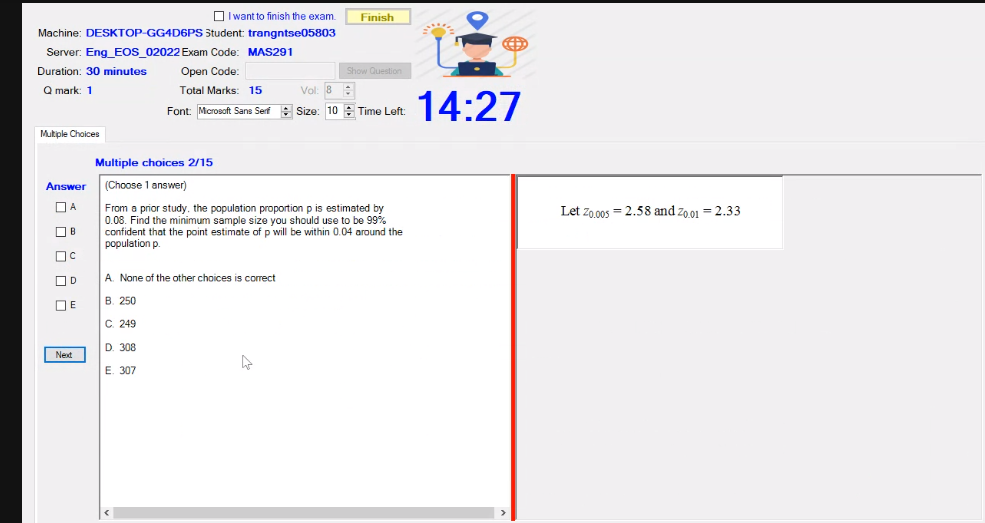 I want to finish the exam. Finish
Machine: DESKTOP-GG4D6PS Student: trangntse05803
Server: Eng_EOS_02022 Exam Code: MAS291
Duration: 30 minutes Open Code: Show Question
Q mark: 1 Total Marks: 15 Vol: 8
Font: Microsoft Sans Serif Size: 10 Time Left: 14:27
Multiple Choices
Multiple choices 2/15
Answer
A
B
C
D
E
Next
(Choose 1 answer)
From a prior study, the population proportion p is estimated by
0.08. Find the minimum sample size you should use to be 99%
confident that the point estimate of p will be within 0.04 around the
population p.
A. None of the other choices is correct
B. 250
C. 249
D. 308
E. 307
Let z0.005 = 2.58 and z0.01 = 2.33